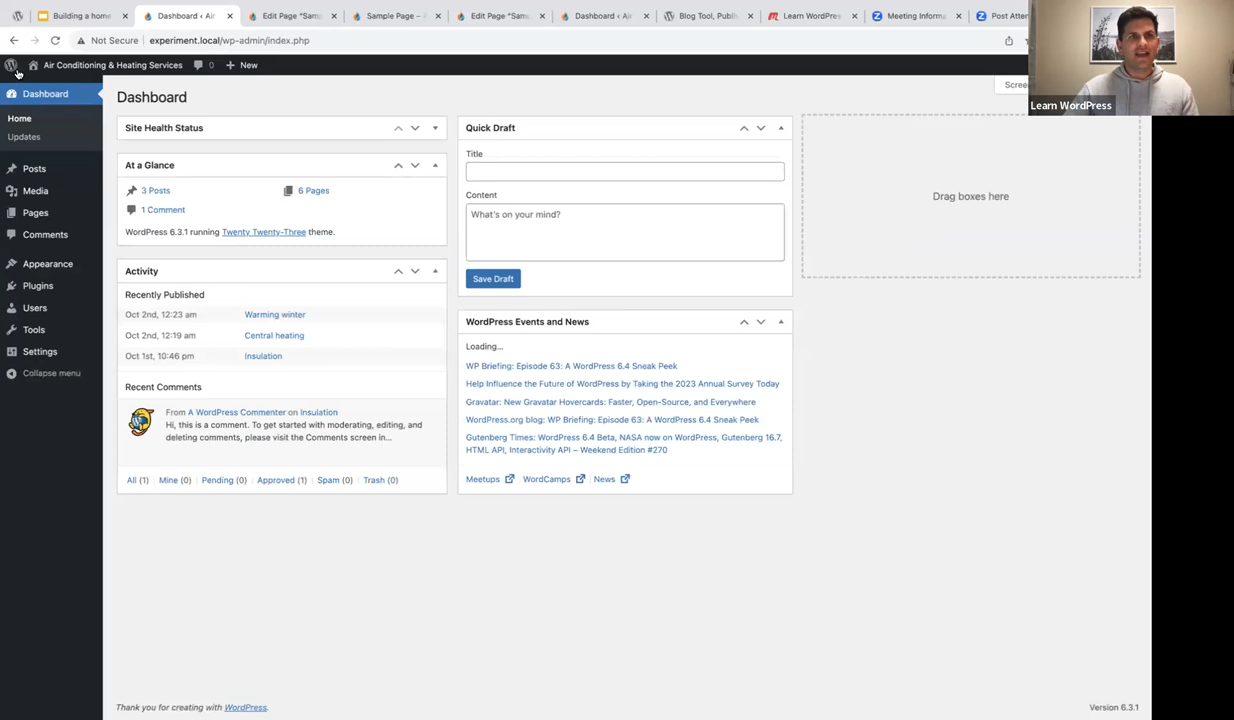 Building a home
Dashboard ‹ Air
Edit Page "Samp
Sample Page – A
Edit Page "Samp
Dashboard ‹ Air
Blog Tool, Publis
Learn WordPres
Meeting Informa
Post Atten
Not Secure
experiment.local/wp-admin/index.php
Air Conditioning & Heating Services
0
New
Learn WordPress
Dashboard
Home
Updates
Posts
Media
Pages
Comments
Appearance
Plugins
Users
Tools
Settings
Collapse menu
Dashboard
Scree
Site Health Status
At a Glance
3 Posts
6 Pages
1 Comment
WordPress 6.3.1 running Twenty Twenty-Three theme.
Activity
Recently Published
Oct 2nd, 12:23 am Warming winter
Oct 2nd, 12:19 am Central heating
Oct 1st, 10:46 pm Insulation
Recent Comments
From A WordPress Commenter on Insulation
Hi, this is a comment. To get started with moderating, editing, and
deleting comments, please visit the Comments screen in...
All (1) Mine (0) Pending (0) Approved (1) Spam (0) Trash (0)
Quick Draft
Title
Content
What's on your mind?
Save Draft
WordPress Events and News
Loading...
WP Briefing: Episode 63: A WordPress 6.4 Sneak Peek
Help Influence the Future of WordPress by Taking the 2023 Annual Survey Today
Gravatar: New Gravatar Hovercards: Faster, Open-Source, and Everywhere
WordPress.org blog: WP Briefing: Episode 63: A WordPress 6.4 Sneak Peek
Gutenberg Times: WordPress 6.4 Beta, NASA now on WordPress, Gutenberg 16.7,
HTML API, Interactivity API – Weekend Edition #270
Meetups WordCamps News
Drag boxes here
Thank you for creating with WordPress.
Version 6.3.1